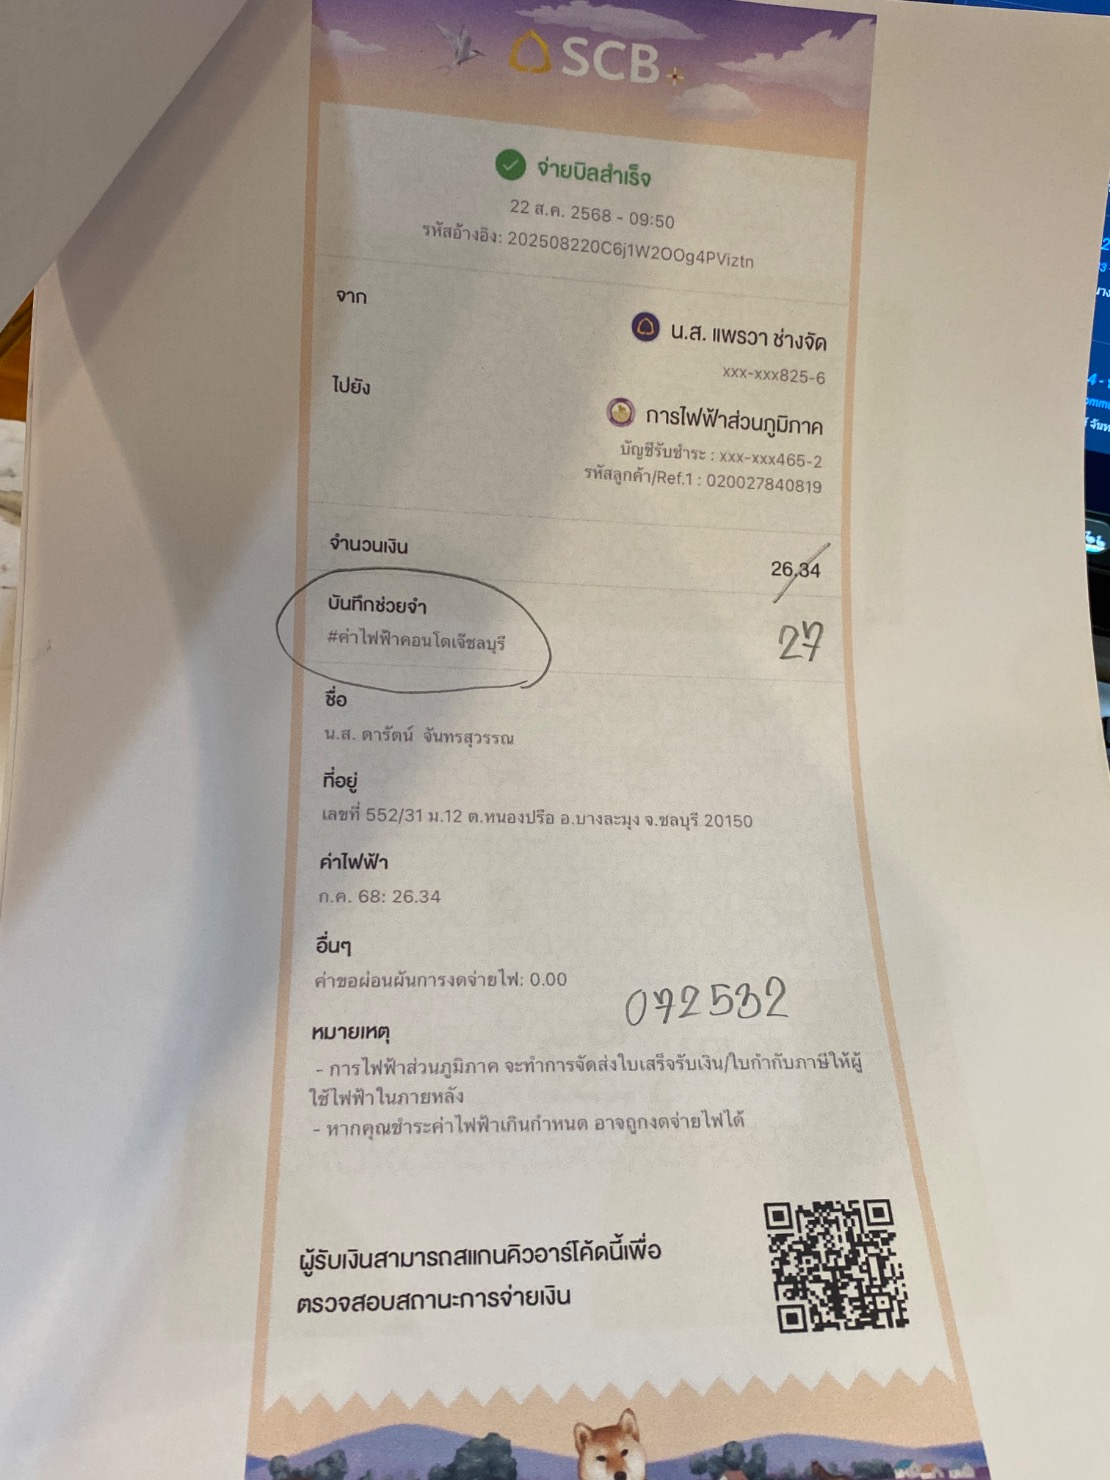 SCB
จ่ายบิลสำเร็จ
22 ส.ค. 2568 - 09:50
รหัสอ้างอิง: 202508220C6j1W2OOg4PViztn
จาก
น.ส. แพรวา ช่างจัด
xxx-xxx825-6
ไปยัง
การไฟฟ้าส่วนภูมิภาค
บัญชีรับชำระ : xxx-xxx465-2
รหัสลูกค้า/Ref.1 : 020027840819
จำนวนเงิน
26.34
บันทึกช่วยจำ
#ค่าไฟฟ้าคอนโดเจ๊ชลบุรี
27
ชื่อ
น.ส. ดารัตน์ จันทรสุวรรณ
ที่อยู่
เลขที่ 552/31 ม.12 ต.หนองปรือ อ.บางละมุง จ.ชลบุรี 20150
ค่าไฟฟ้า
ก.ค. 68: 26.34
อื่นๆ
ค่าขอผ่อนผันการงดจ่ายไฟ: 0.00
072532
หมายเหตุ
- การไฟฟ้าส่วนภูมิภาค จะทำการจัดส่งใบเสร็จรับเงิน/ใบกำกับภาษีให้ผู้
ใช้ไฟฟ้าในภายหลัง
- หากคุณชำระค่าไฟฟ้าเกินกำหนด อาจถูกงดจ่ายไฟได้
ผู้รับเงินสามารถสแกนคิวอาร์โค้ดนี้เพื่อ
ตรวจสอบสถานะการจ่ายเงิน